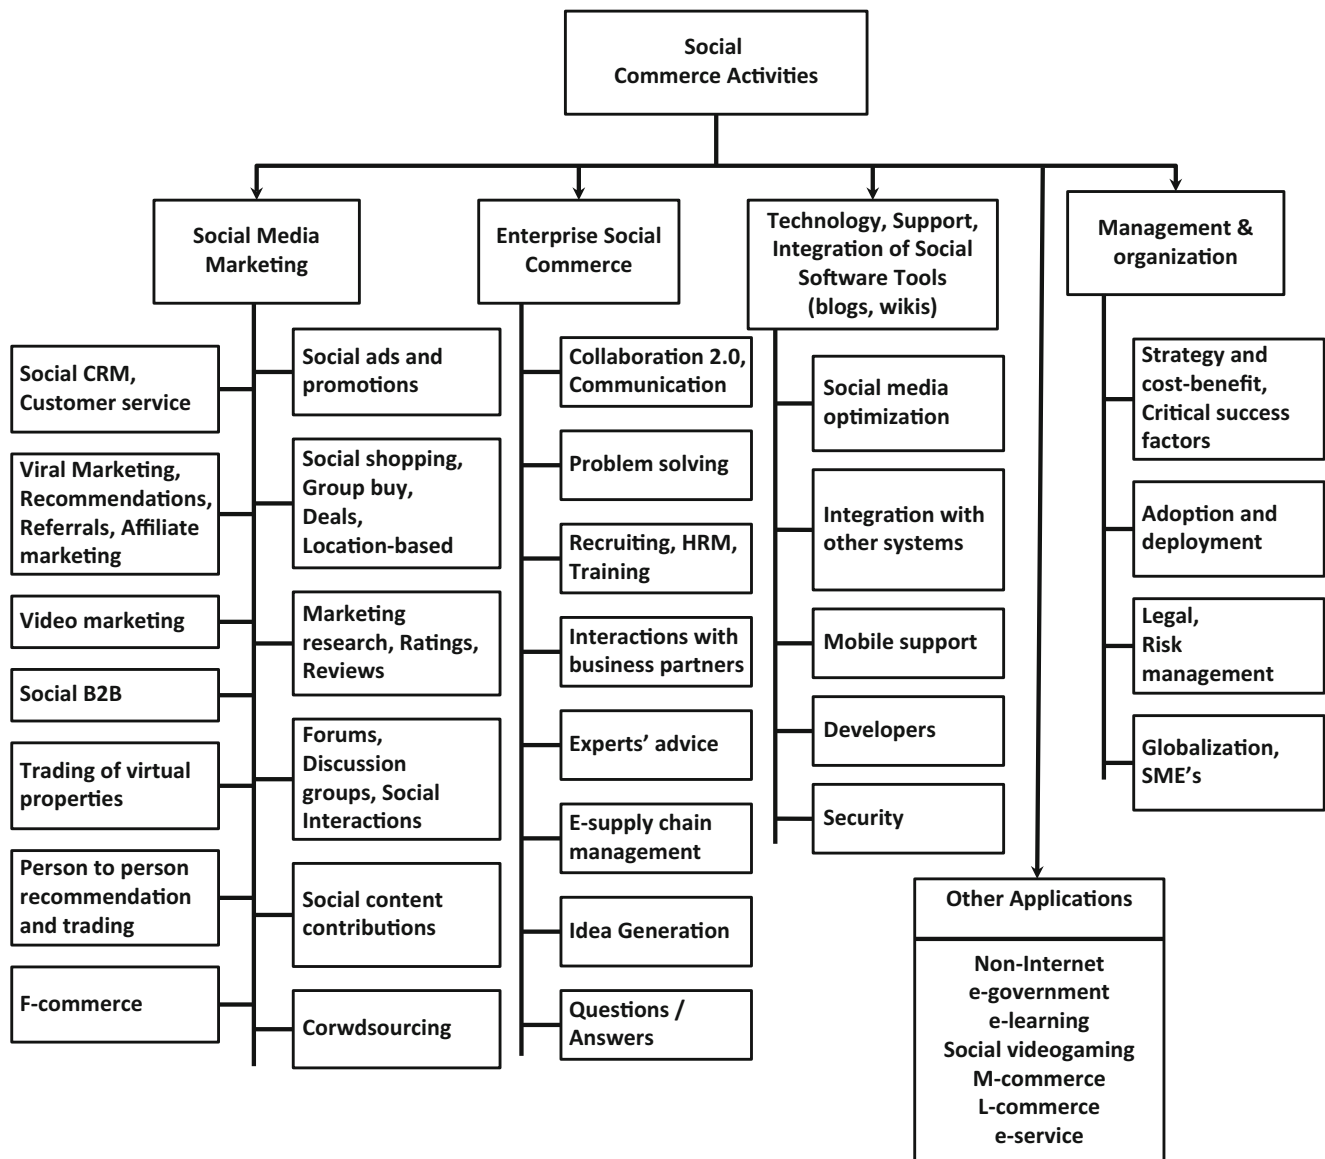 Social
Commerce Activities
Social Media
Marketing
Social CRM,
Customer service
Viral Marketing,
Recommendations,
Referrals, Affiliate
marketing
Video marketing
Social B2B
Trading of virtual
properties
Person to person
recommendation
and trading
F-commerce
Social ads and
promotions
Social shopping,
Group buy,
Deals,
Location-based
Marketing
research, Ratings,
Reviews
Forums,
Discussion
groups, Social
Interactions
Social content
contributions
Corwdsourcing
Enterprise Social
Commerce
Collaboration 2.0,
Communication
Problem solving
Recruiting, HRM,
Training
Interactions with
business partners
Experts’ advice
E-supply chain
management
Idea Generation
Questions /
Answers
Technology, Support,
Integration of Social
Software Tools
(blogs, wikis)
Social media
optimization
Integration with
other systems
Mobile support
Developers
Security
Other Applications
Non-Internet
e-government
e-learning
Social videogaming
M-commerce
L-commerce
e-service
Management &
organization
Strategy and
cost-benefit,
Critical success
factors
Adoption and
deployment
Legal,
Risk
management
Globalization,
SME’s